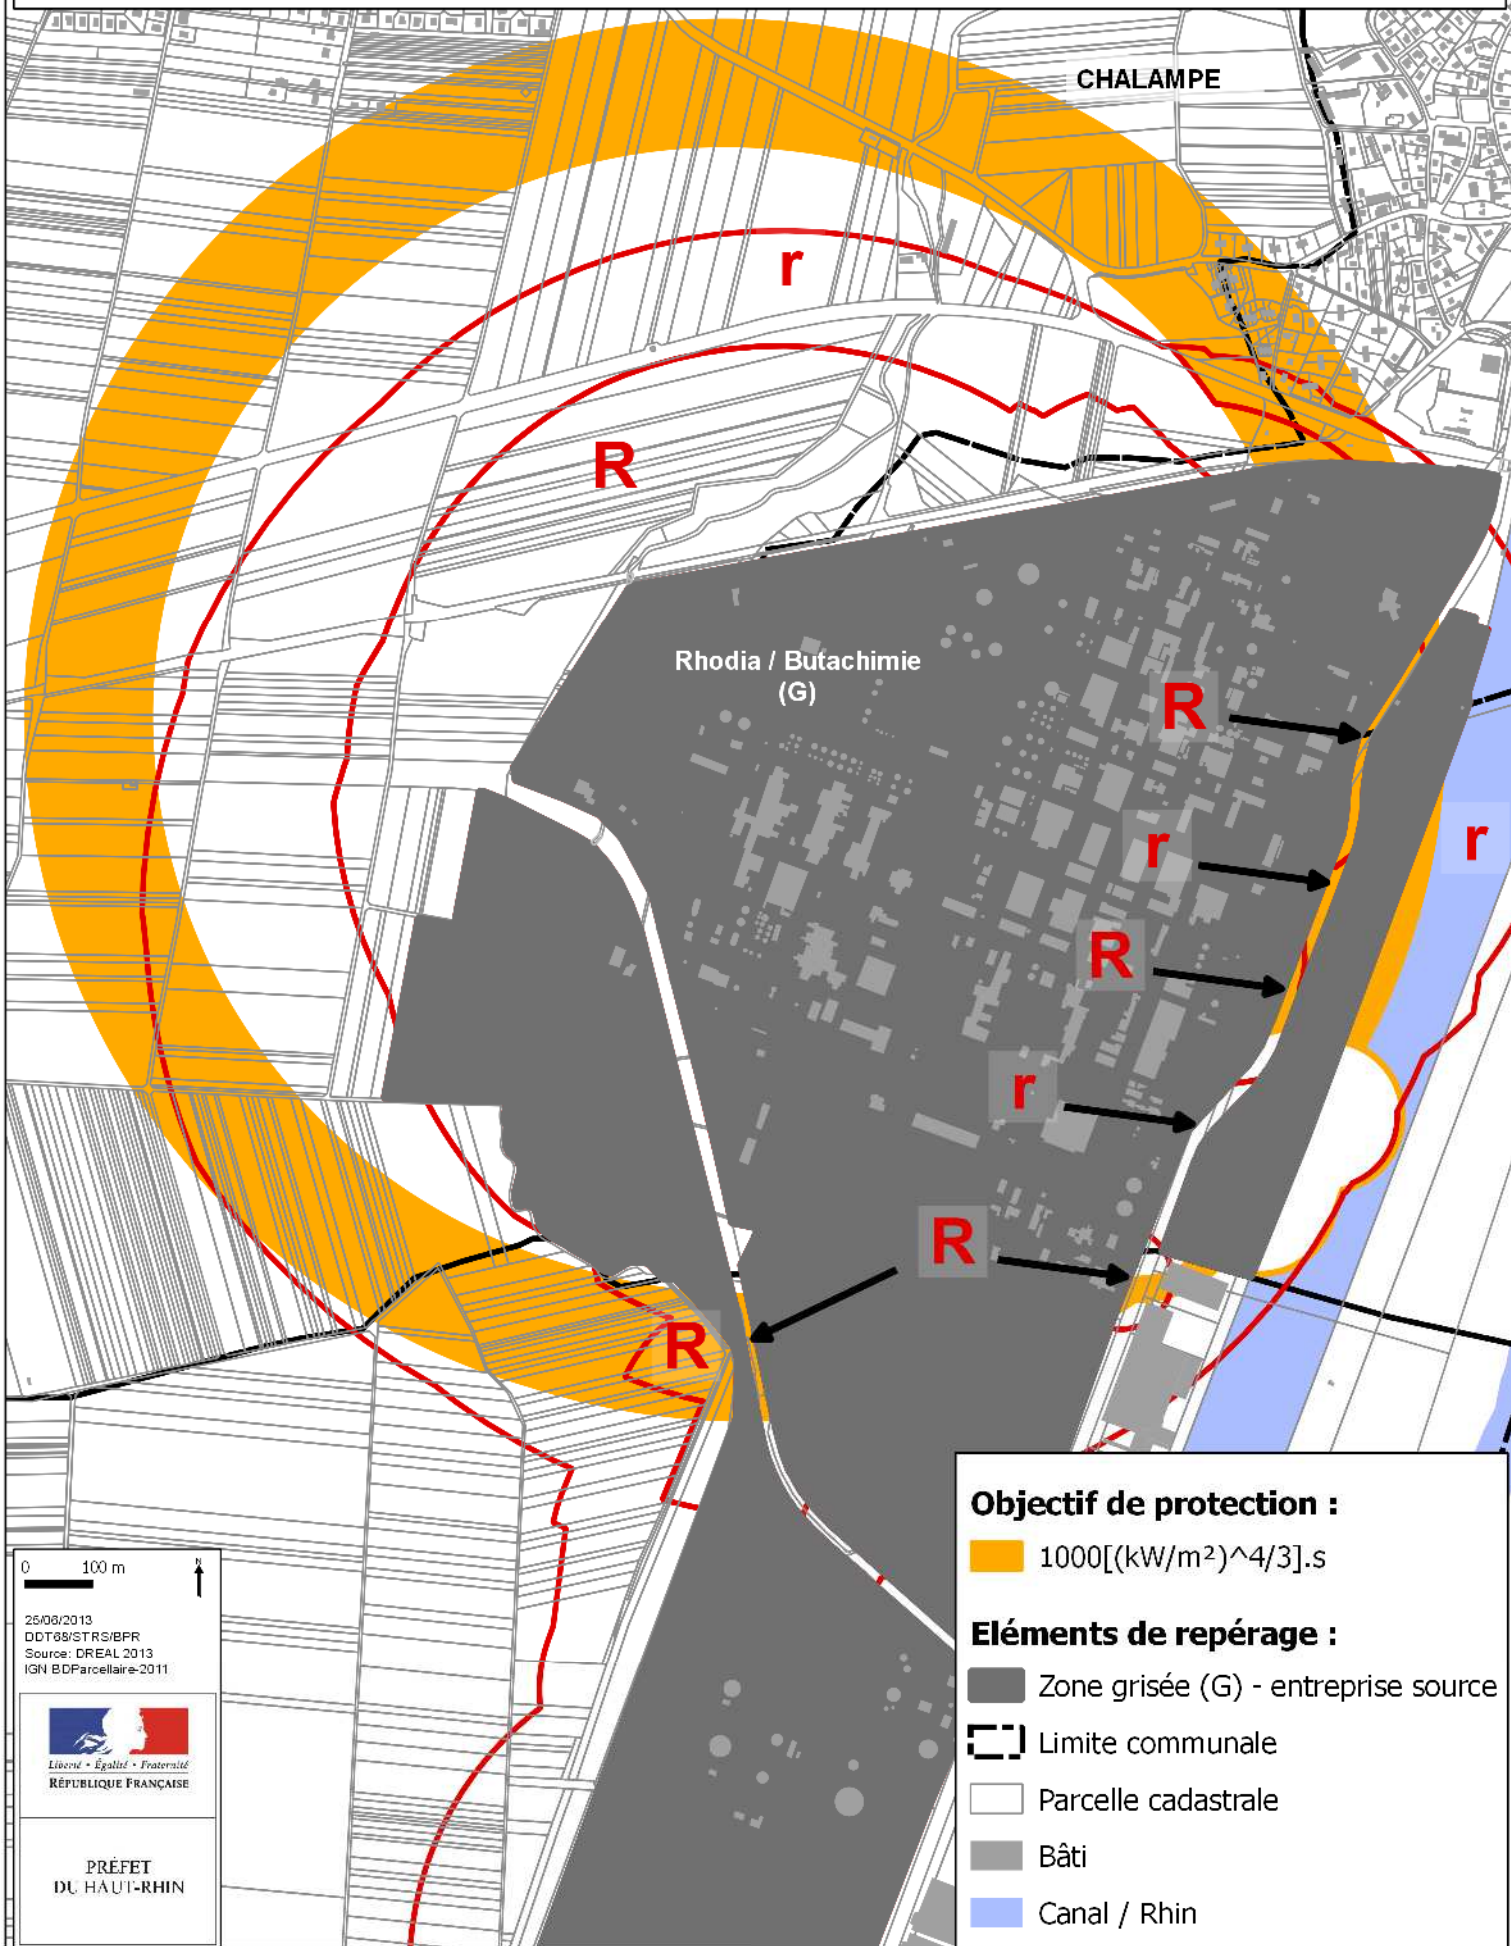 CHALAMPE
r
R
Rhodia / Butachimie
(G)
R
r
r
R
r
R
R
Objectif de protection :
1000[(kW/m²)^4/3].s
Eléments de repérage :
Zone grisée (G) - entreprise source
Limite communale
Parcelle cadastrale
Bâti
Canal / Rhin
0 100 m
N
25/06/2013
DDT68/STRS/BPR
Source: DREAL 2013
IGN BDParcellaire-2011
Liberté • Égalité • Fraternité
RÉPUBLIQUE FRANÇAISE
PRÉFET
DU HAUT-RHIN